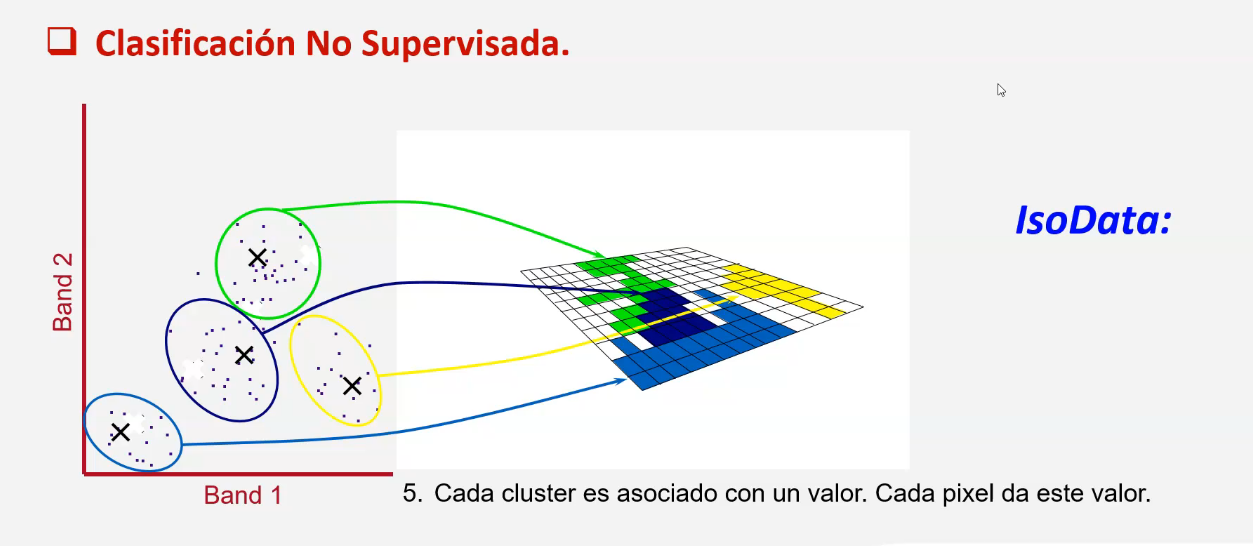 Clasificación No Supervisada.
IsoData:
Band 2
Band 1
5. Cada cluster es asociado con un valor. Cada pixel da este valor.